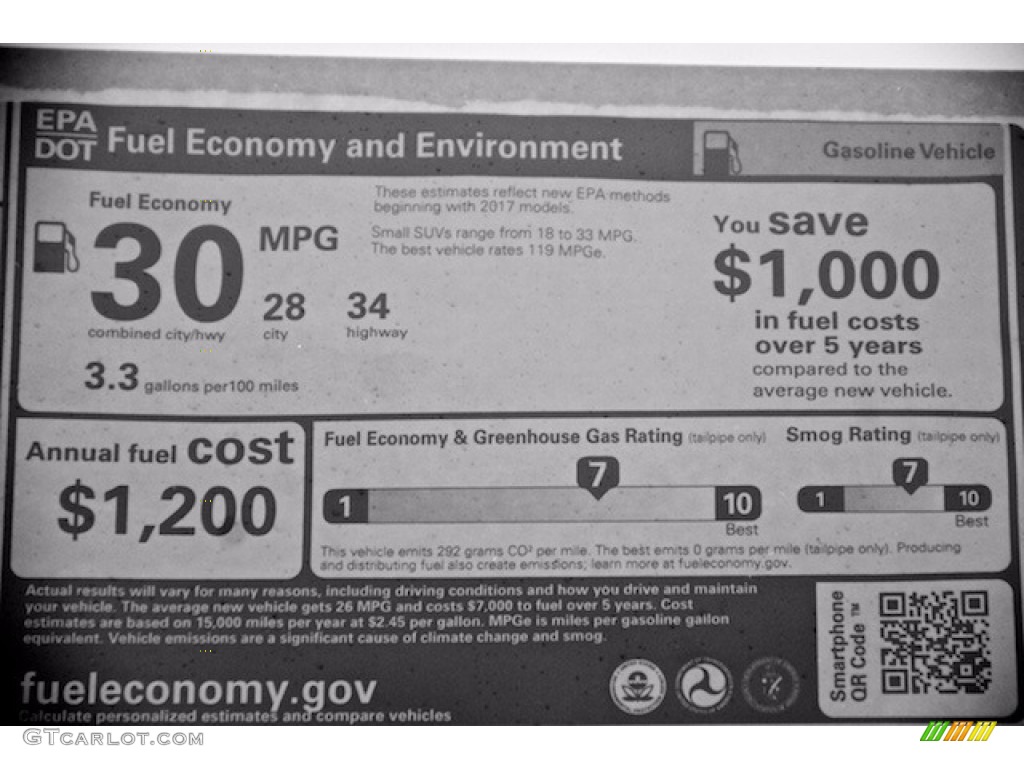 EPA
DOT
Fuel Economy and Environment
Gasoline Vehicle
Fuel Economy
30
MPG
combined city/hwy
28
city
34
highway
3.3 gallons per100 miles
These estimates reflect new EPA methods
beginning with 2017 models.
Small SUVs range from 18 to 33 MPG.
The best vehicle rates 119 MPGe.
You save
$1,000
in fuel costs
over 5 years
compared to the
average new vehicle.
Annual fuel cost
$1,200
Fuel Economy & Greenhouse Gas Rating (tailpipe only)
1
7
10
Best
Smog Rating (tailpipe only)
1
7
10
Best
This vehicle emits 292 grams CO² per mile. The best emits 0 grams per mile (tailpipe only). Producing
and distributing fuel also create emissions; learn more at fueleconomy.gov.
Actual results will vary for many reasons, including driving conditions and how you drive and maintain
your vehicle. The average new vehicle gets 26 MPG and costs $7,000 to fuel over 5 years. Cost
estimates are based on 15,000 miles per year at $2.45 per gallon. MPGe is miles per gasoline gallon
equivalent. Vehicle emissions are a significant cause of climate change and smog.
fueleconomy.gov
Calculate personalized estimates and compare vehicles
Smartphone
QR Code™
GTcarlot.com